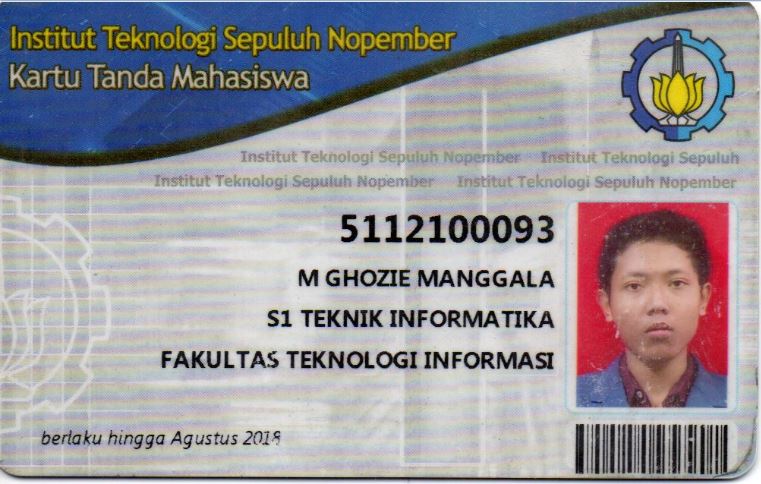 Institut Teknologi Sepuluh Nopember
Kartu Tanda Mahasiswa
Institut Teknologi Sepuluh Nopember Institut Teknologi Sepuluh
Institut Teknologi Sepuluh Nopember Institut Teknologi Sepuluh Nopember
5112100093
M GHOZIE MANGGALA
S1 TEKNIK INFORMATIKA
FAKULTAS TEKNOLOGI INFORMASI
berlaku hingga Agustus 2018